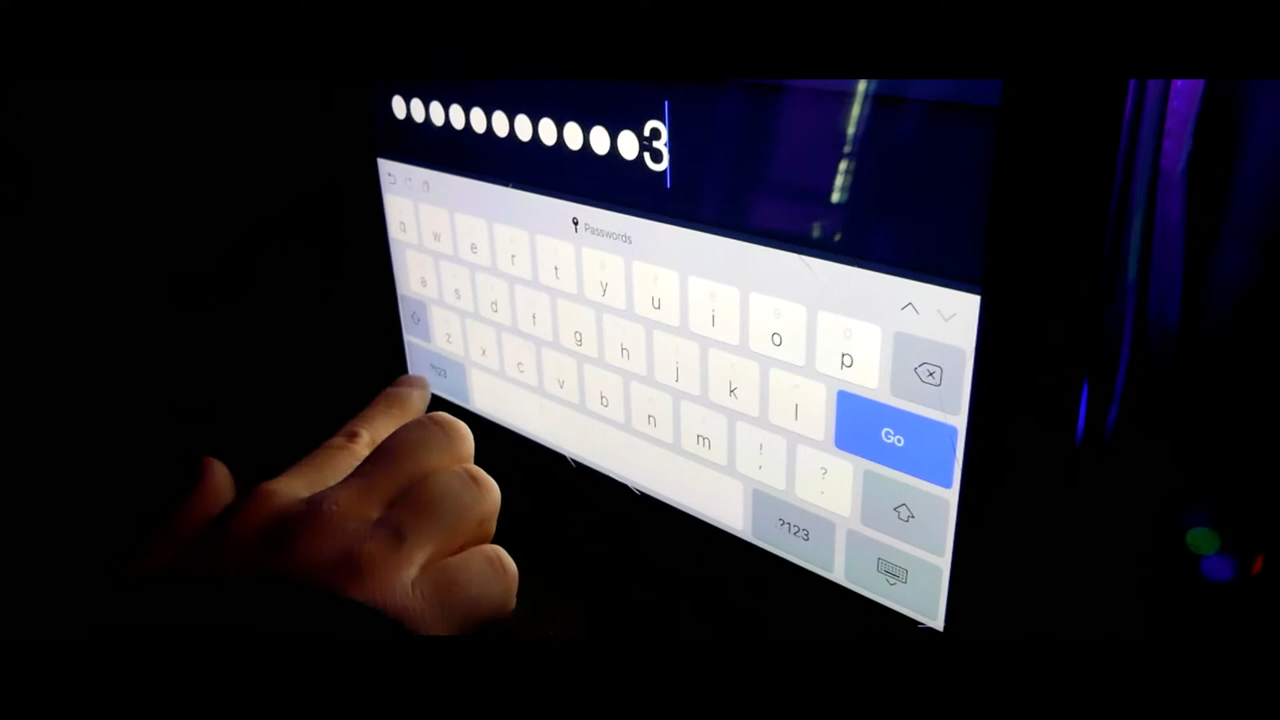 ●●●●●●●●●●●3
Passwords
q w e r t y u i o p
a s d f g h j k l Go
z x c v b n m ! , ? .
?123 ?123